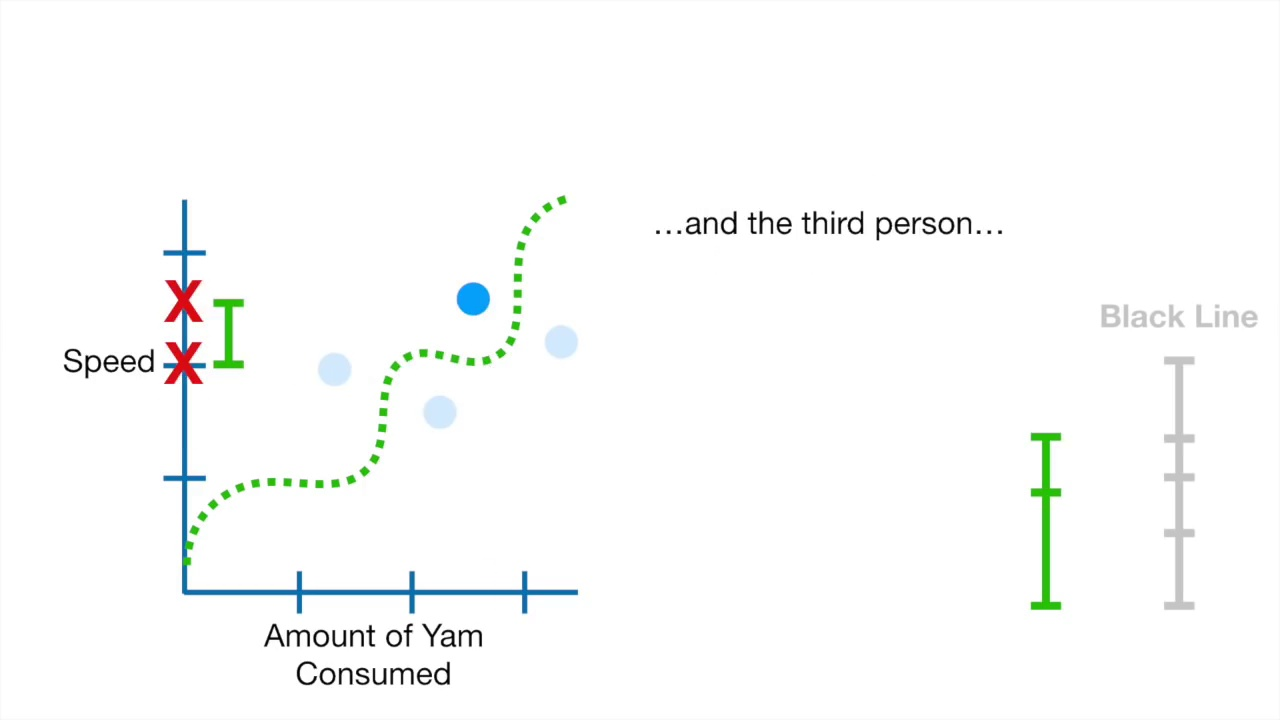 …and the third person…
Black Line
X
X
Speed
Amount of Yam
Consumed